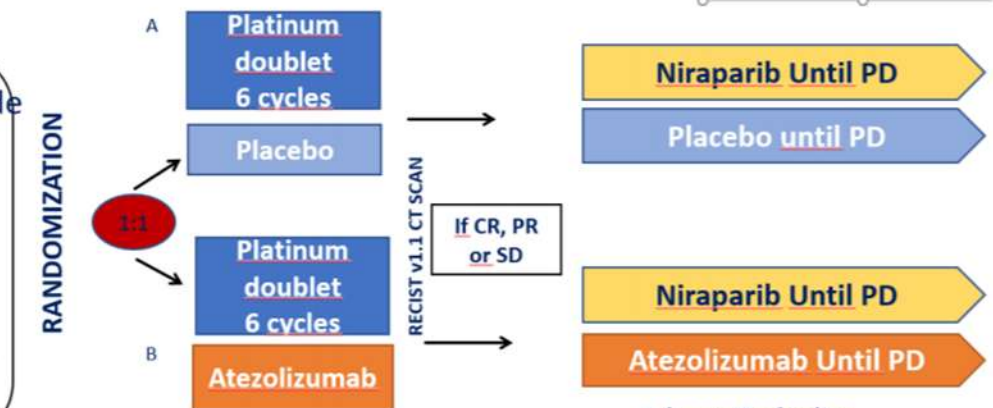 A
Platinum
doublet
6 cycles
Placebo
Niraparib Until PD
Placebo until PD
RANDOMIZATION
1:1
RECIST v1.1 CT SCAN
If CR, PR
or SD
Platinum
doublet
6 cycles
B
Atezolizumab
Niraparib Until PD
Atezolizumab Until PD